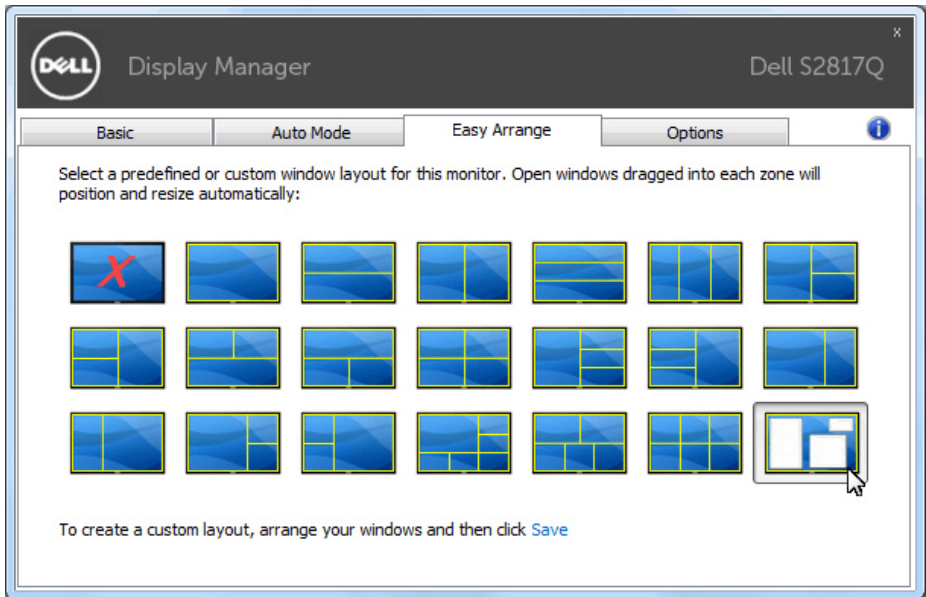 x
DELL
Display Manager
Dell S2817Q
Basic
Auto Mode
Easy Arrange
Options
i
Select a predefined or custom window layout for this monitor. Open windows dragged into each zone will
position and resize automatically:
X
To create a custom layout, arrange your windows and then click Save